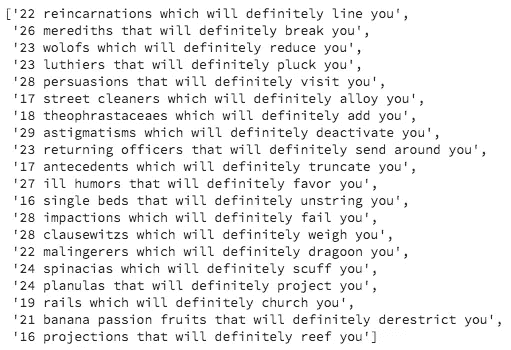 ['22 reincarnations which will definitely line you',
'26 merediths that will definitely break you',
'23 wolofs which will definitely reduce you',
'23 luthiers that will definitely pluck you',
'28 persuasions that will definitely visit you',
'17 street cleaners which will definitely alloy you',
'18 theophrastaceaes which will definitely add you',
'29 astigmatisms which will definitely deactivate you',
'23 returning officers that will definitely send around you',
'17 antecedents which will definitely truncate you',
'27 ill humors that will definitely favor you',
'16 single beds that will definitely unstring you',
'28 impactions which will definitely fail you',
'28 clausewitzs which will definitely weigh you',
'22 malingerers which will definitely dragoon you',
'24 spinacias which will definitely scuff you',
'24 planulas that will definitely project you',
'19 rails which will definitely church you',
'21 banana passion fruits that will definitely derestrict you',
'16 projections that will definitely reef you']